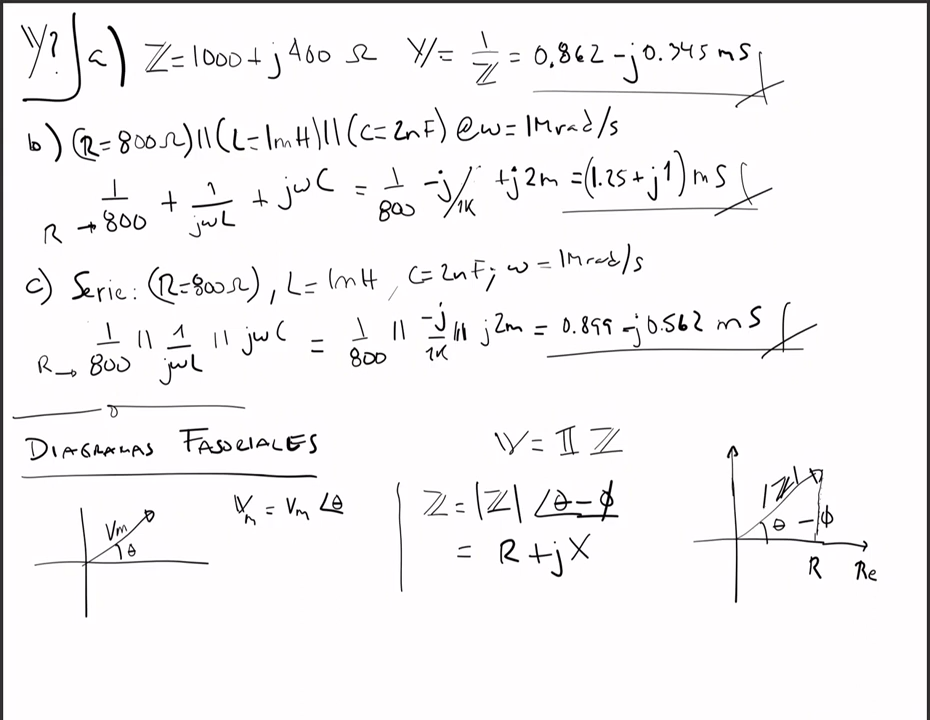 𝕐? a) ℤ = 1000 + j400 Ω 𝕐 = 1/ℤ = 0.862 - j0.345 mS
b) (R = 800Ω) || (L = 1mH) || (C = 2nF) @ω = 1Mrad/s
R → 1/800 + 1/jωL + jωC = 1/800 - j/1K + j2m = (1.25 + j1) mS
c) Serie: (R = 800Ω), L = 1mH, C = 2nF; ω = 1Mrad/s
R → 1/800 || 1/jωL || jωC = 1/800 || -j/1K || j2m = 0.899 - j0.562 mS
DIAGRAMAS FASORIALES
𝕍 = 𝕀 ℤ
Vm θ
𝕍m = Vm ∠θ
ℤ = |ℤ| ∠θ-ϕ
= R + jX
|ℤ|
θ - ϕ
R Re